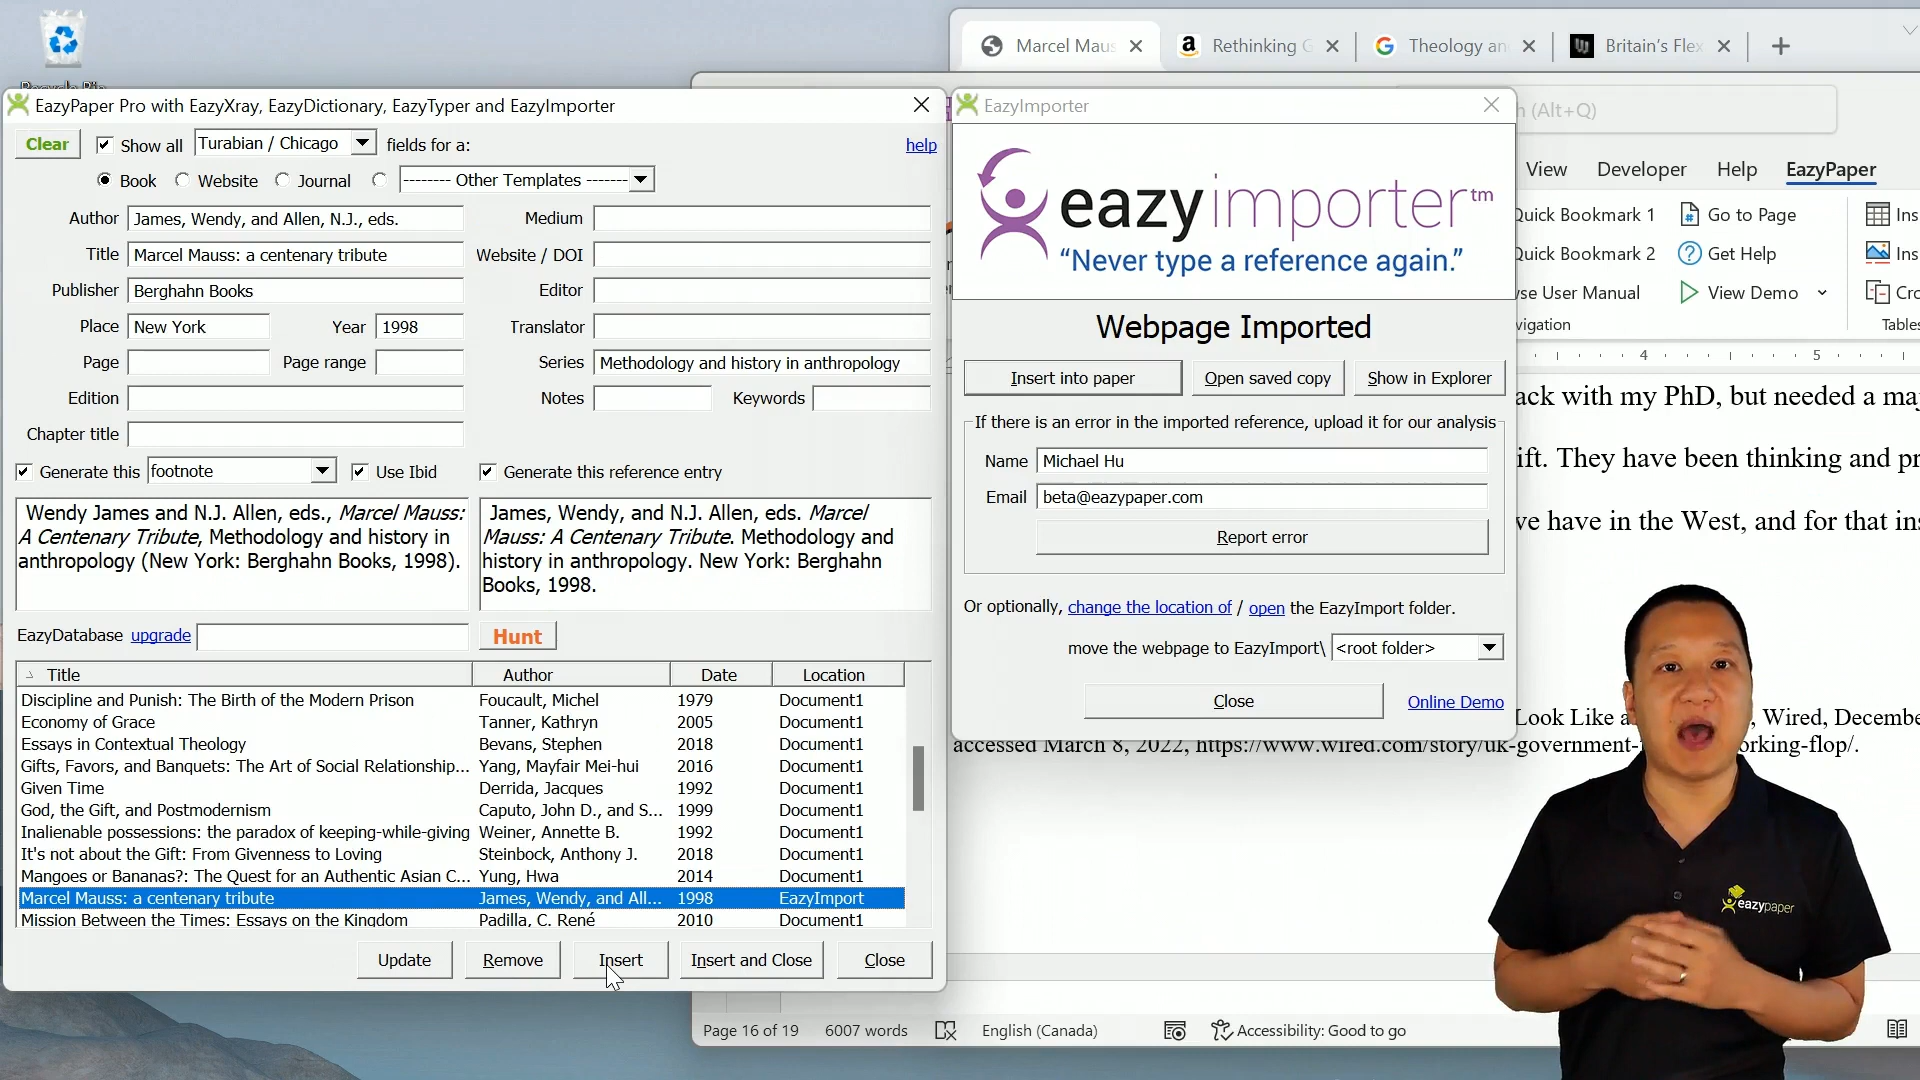 Marcel Maus
Rethinking G
Theology an
Britain's Flex
(Alt+Q)
EazyPaper Pro with EazyXray, EazyDictionary, EazyTyper and EazyImporter
Clear
Show all
Turabian / Chicago
fields for a:
help
Book
Website
Journal
-------- Other Templates -------
Author
James, Wendy, and Allen, N.J., eds.
Medium
Title
Marcel Mauss: a centenary tribute
Website / DOI
Publisher
Berghahn Books
Editor
Place
New York
Year
1998
Translator
Page
Page range
Series
Methodology and history in anthropology
Edition
Notes
Keywords
Chapter title
Generate this
footnote
Use Ibid
Generate this reference entry
Wendy James and N.J. Allen, eds., Marcel Mauss:
A Centenary Tribute, Methodology and history in
anthropology (New York: Berghahn Books, 1998).
James, Wendy, and N.J. Allen, eds. Marcel
Mauss: A Centenary Tribute. Methodology and
history in anthropology. New York: Berghahn
Books, 1998.
EazyDatabase
upgrade
Hunt
Title Author Date Location
Discipline and Punish: The Birth of the Modern Prison Foucault, Michel 1979 Document1
Economy of Grace Tanner, Kathryn 2005 Document1
Essays in Contextual Theology Bevans, Stephen 2018 Document1
Gifts, Favors, and Banquets: The Art of Social Relationship... Yang, Mayfair Mei-hui 2016 Document1
Given Time Derrida, Jacques 1992 Document1
God, the Gift, and Postmodernism Caputo, John D., and S... 1999 Document1
Inalienable possessions: the paradox of keeping-while-giving Weiner, Annette B. 1992 Document1
It's not about the Gift: From Givenness to Loving Steinbock, Anthony J. 2018 Document1
Mangoes or Bananas?: The Quest for an Authentic Asian C... Yung, Hwa 2014 Document1
Marcel Mauss: a centenary tribute James, Wendy, and All... 1998 EazyImport
Mission Between the Times: Essays on the Kingdom Padilla, C. René 2010 Document1
Update
Remove
Insert
Insert and Close
Close
EazyImporter
eazyimporter™
“Never type a reference again.”
Webpage Imported
Insert into paper
Open saved copy
Show in Explorer
If there is an error in the imported reference, upload it for our analysis
Name
Michael Hu
Email
beta@eazypaper.com
Report error
Or optionally, change the location of / open the EazyImport folder.
move the webpage to EazyImport\
<root folder>
Close
Online Demo
View
Developer
Help
EazyPaper
Quick Bookmark 1
Go to Page
Ins
Quick Bookmark 2
Get Help
Ins
se User Manual
View Demo
Cro
vigation
Tables
4
5
ack with my PhD, but needed a ma
ift. They have been thinking and pr
ve have in the West, and for that ins
Look Like a , Wired, Decembe
accessed March 8, 2022, https://www.wired.com/story/uk-government- orking-flop/.
eazypaper
Page 16 of 19
6007 words
English (Canada)
Accessibility: Good to go